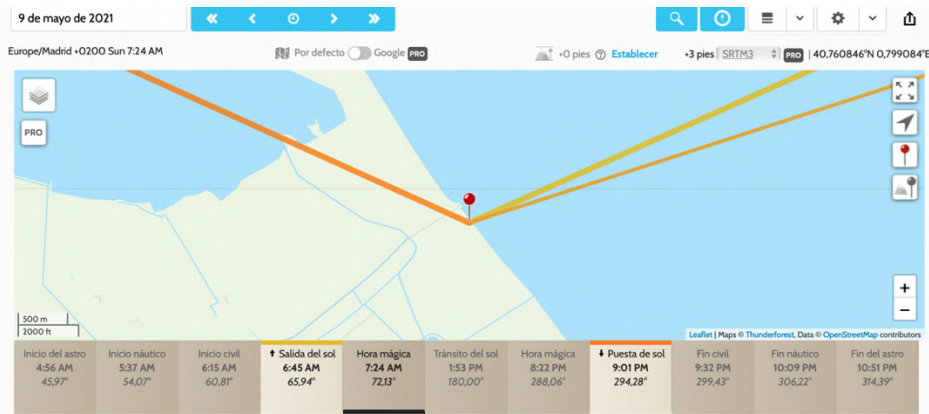 9 de mayo de 2021
Europe/Madrid +0200 Sun 7:24 AM
Por defecto Google PRO
+0 pies Establecer
+3 pies SRTM3 PRO | 40,760846°N 0,799084°E
PRO
+
−
500 m
2000 ft
Leaflet | Maps © Thunderforest, Data © OpenStreetMap contributors
Inicio del astro
4:56 AM
45,97°
Inicio náutico
5:37 AM
54,07°
Inicio civil
6:15 AM
60,81°
Salida del sol
6:45 AM
65,94°
Hora mágica
7:24 AM
72,13°
Tránsito del sol
1:53 PM
180,00°
Hora mágica
8:22 PM
288,06°
Puesta de sol
9:01 PM
294,28°
Fin civil
9:32 PM
299,43°
Fin náutico
10:09 PM
306,22°
Fin del astro
10:51 PM
314,39°